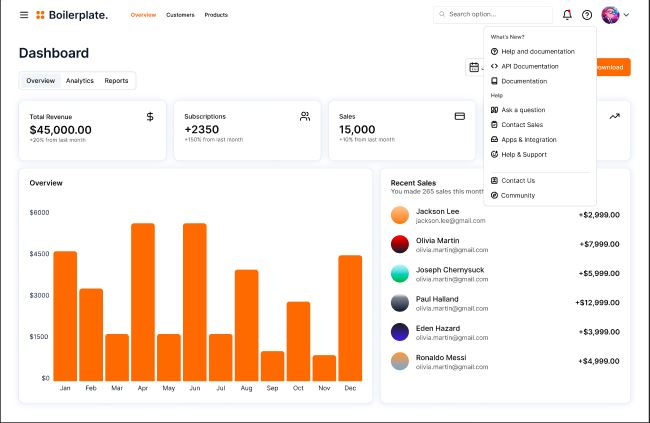 Boilerplate.
Overview
Customers
Products
Search option...
Dashboard
Download
What's New?
Help and documentation
API Documentation
Documentation
Help
Ask a question
Contact Sales
Apps & Integration
Help & Support
Contact Us
Community
Overview
Analytics
Reports
Total Revenue
$45,000.00
+20% from last month
Subscriptions
+2350
+150% from last month
Sales
15,000
+10% from last month
Overview
$6000
$4500
$3000
$1500
$0
Jan Feb Mar Apr May Jun Jul Aug Sep Oct Nov Dec
Recent Sales
You made 265 sales this month
Jackson Lee
jackson.lee@gmail.com
+$2,999.00
Olivia Martin
olivia.martin@gmail.com
+$7,999.00
Joseph Chernysuck
olivia.martin@gmail.com
+$5,999.00
Paul Halland
olivia.martin@gmail.com
+$12,999.00
Eden Hazard
olivia.martin@gmail.com
+$3,999.00
Ronaldo Messi
olivia.martin@gmail.com
+$4,999.00